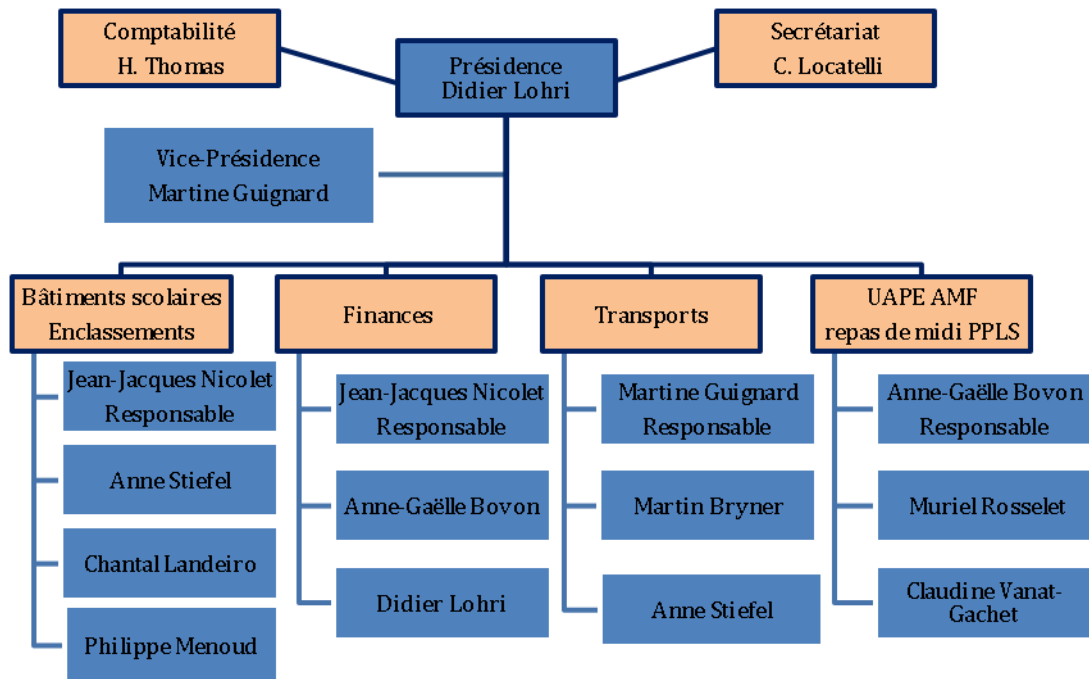 Comptabilité
H. Thomas
Présidence
Didier Lohri
Secrétariat
C. Locatelli
Vice-Présidence
Martine Guignard
Bâtiments scolaires
Enclassements
Jean-Jacques Nicolet
Responsable
Anne Stiefel
Chantal Landeiro
Philippe Menoud
Finances
Jean-Jacques Nicolet
Responsable
Anne-Gaëlle Bovon
Didier Lohri
Transports
Martine Guignard
Responsable
Martin Bryner
Anne Stiefel
UAPE AMF
repas de midi PPLS
Anne-Gaëlle Bovon
Responsable
Muriel Rosselet
Claudine Vanat-
Gachet